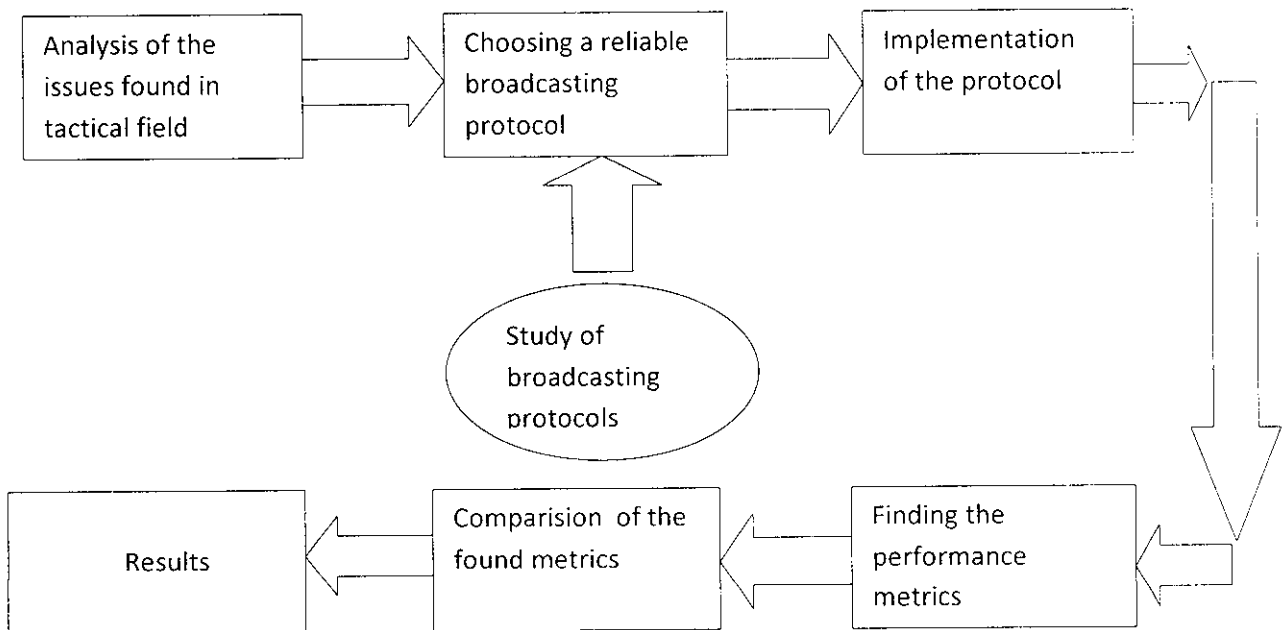 Analysis of the
issues found in
tactical field
Choosing a reliable
broadcasting
protocol
Implementation
of the protocol
Study of
broadcasting
protocols
Results
Comparision of the
found metrics
Finding the
performance
metrics